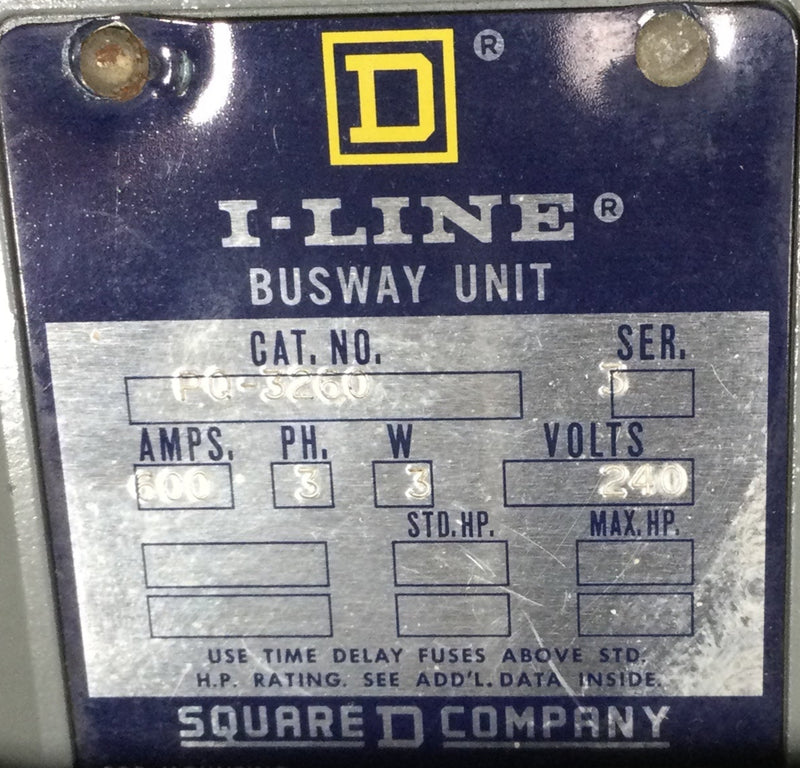 D ®
I-LINE ®
BUSWAY UNIT
CAT. NO. SER.
PQ-3260 3
AMPS. PH. W VOLTS
600 3 3 240
STD. HP. MAX. HP.
USE TIME DELAY FUSES ABOVE STD.
H.P. RATING. SEE ADD'L. DATA INSIDE.
SQUARE D COMPANY